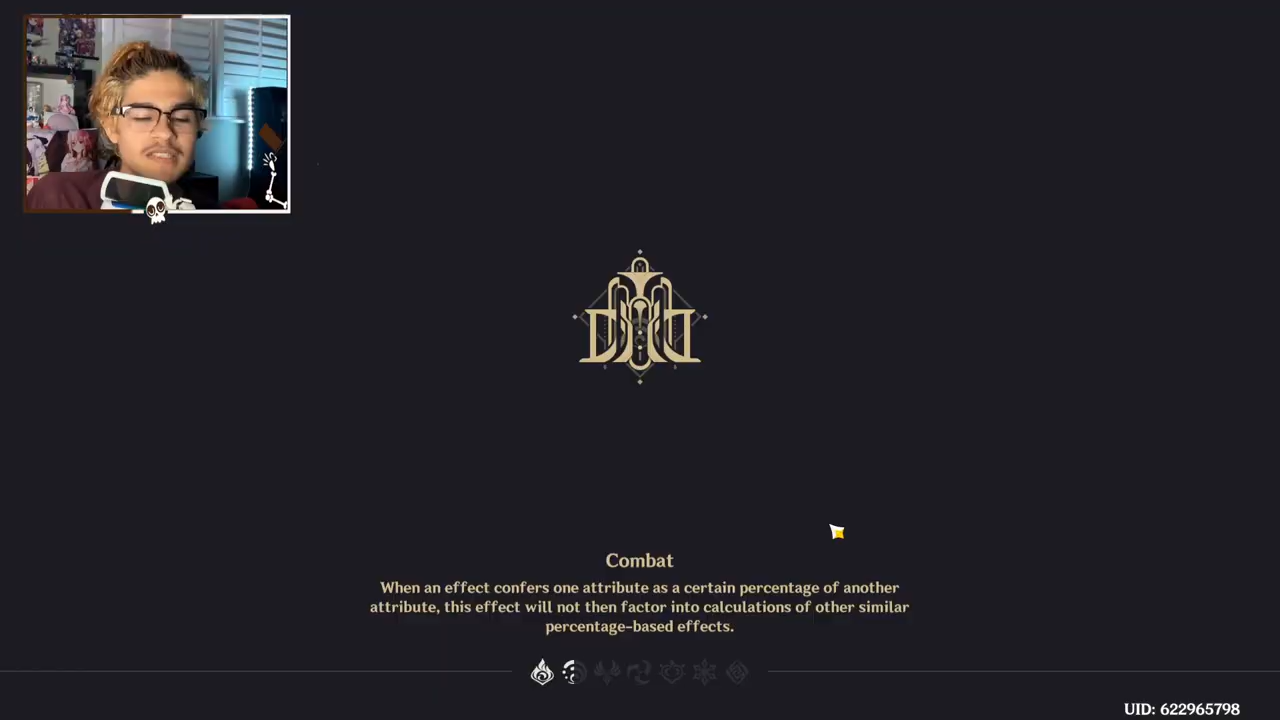 Combat
When an effect confers one attribute as a certain percentage of another
attribute, this effect will not then factor into calculations of other similar
percentage-based effects.
UID: 622965798